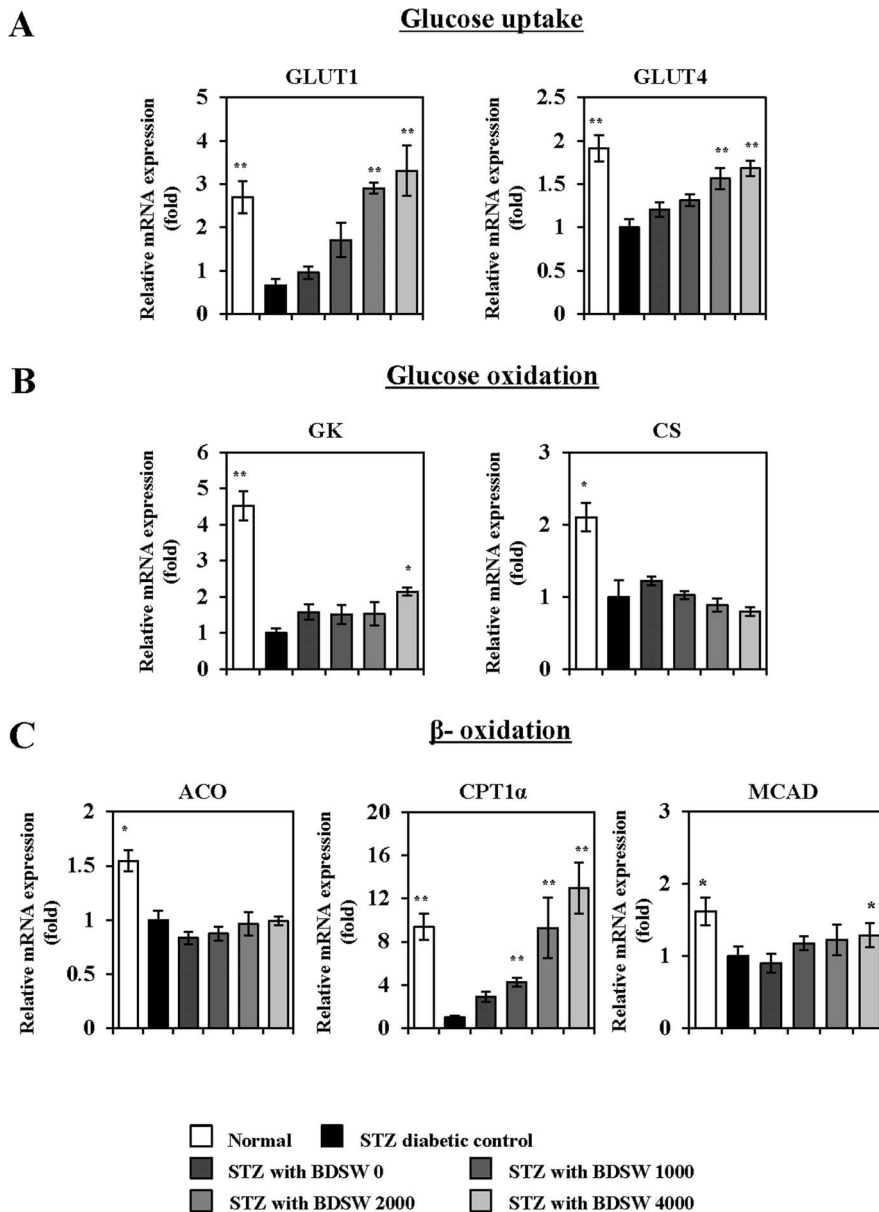 A
Glucose uptake
GLUT1
GLUT4
Relative mRNA expression
(fold)
5
4
3
2
1
0
**
**
**
Relative mRNA expression
(fold)
2.5
2
1.5
1
0.5
0
**
**
**
B
Glucose oxidation
GK
CS
Relative mRNA expression
(fold)
6
5
4
3
2
1
0
**
*
Relative mRNA expression
(fold)
3
2
1
0
*
C
β- oxidation
ACO
CPT1α
MCAD
Relative mRNA expression
(fold)
2
1.5
1
0.5
0
*
Relative mRNA expression
(fold)
20
16
12
8
4
0
**
**
**
**
Relative mRNA expression
(fold)
3
2
1
0
*
*
Normal
STZ diabetic control
STZ with BDSW 0
STZ with BDSW 1000
STZ with BDSW 2000
STZ with BDSW 4000